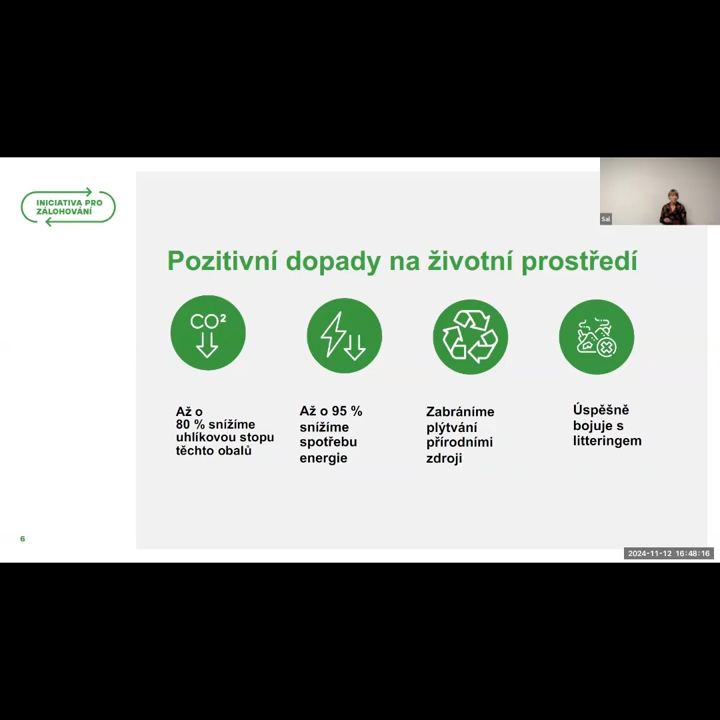 INICIATIVA PRO
ZÁLOHOVÁNÍ
Sál
Pozitivní dopady na životní prostředí
CO²
Až o
80 % snížíme
uhlíkovou stopu
těchto obalů
Až o 95 %
snížíme
spotřebu
energie
Zabráníme
plýtvání
přírodními
zdroji
Úspěšně
bojuje s
litteringem
6
2024-11-12 16:48:16